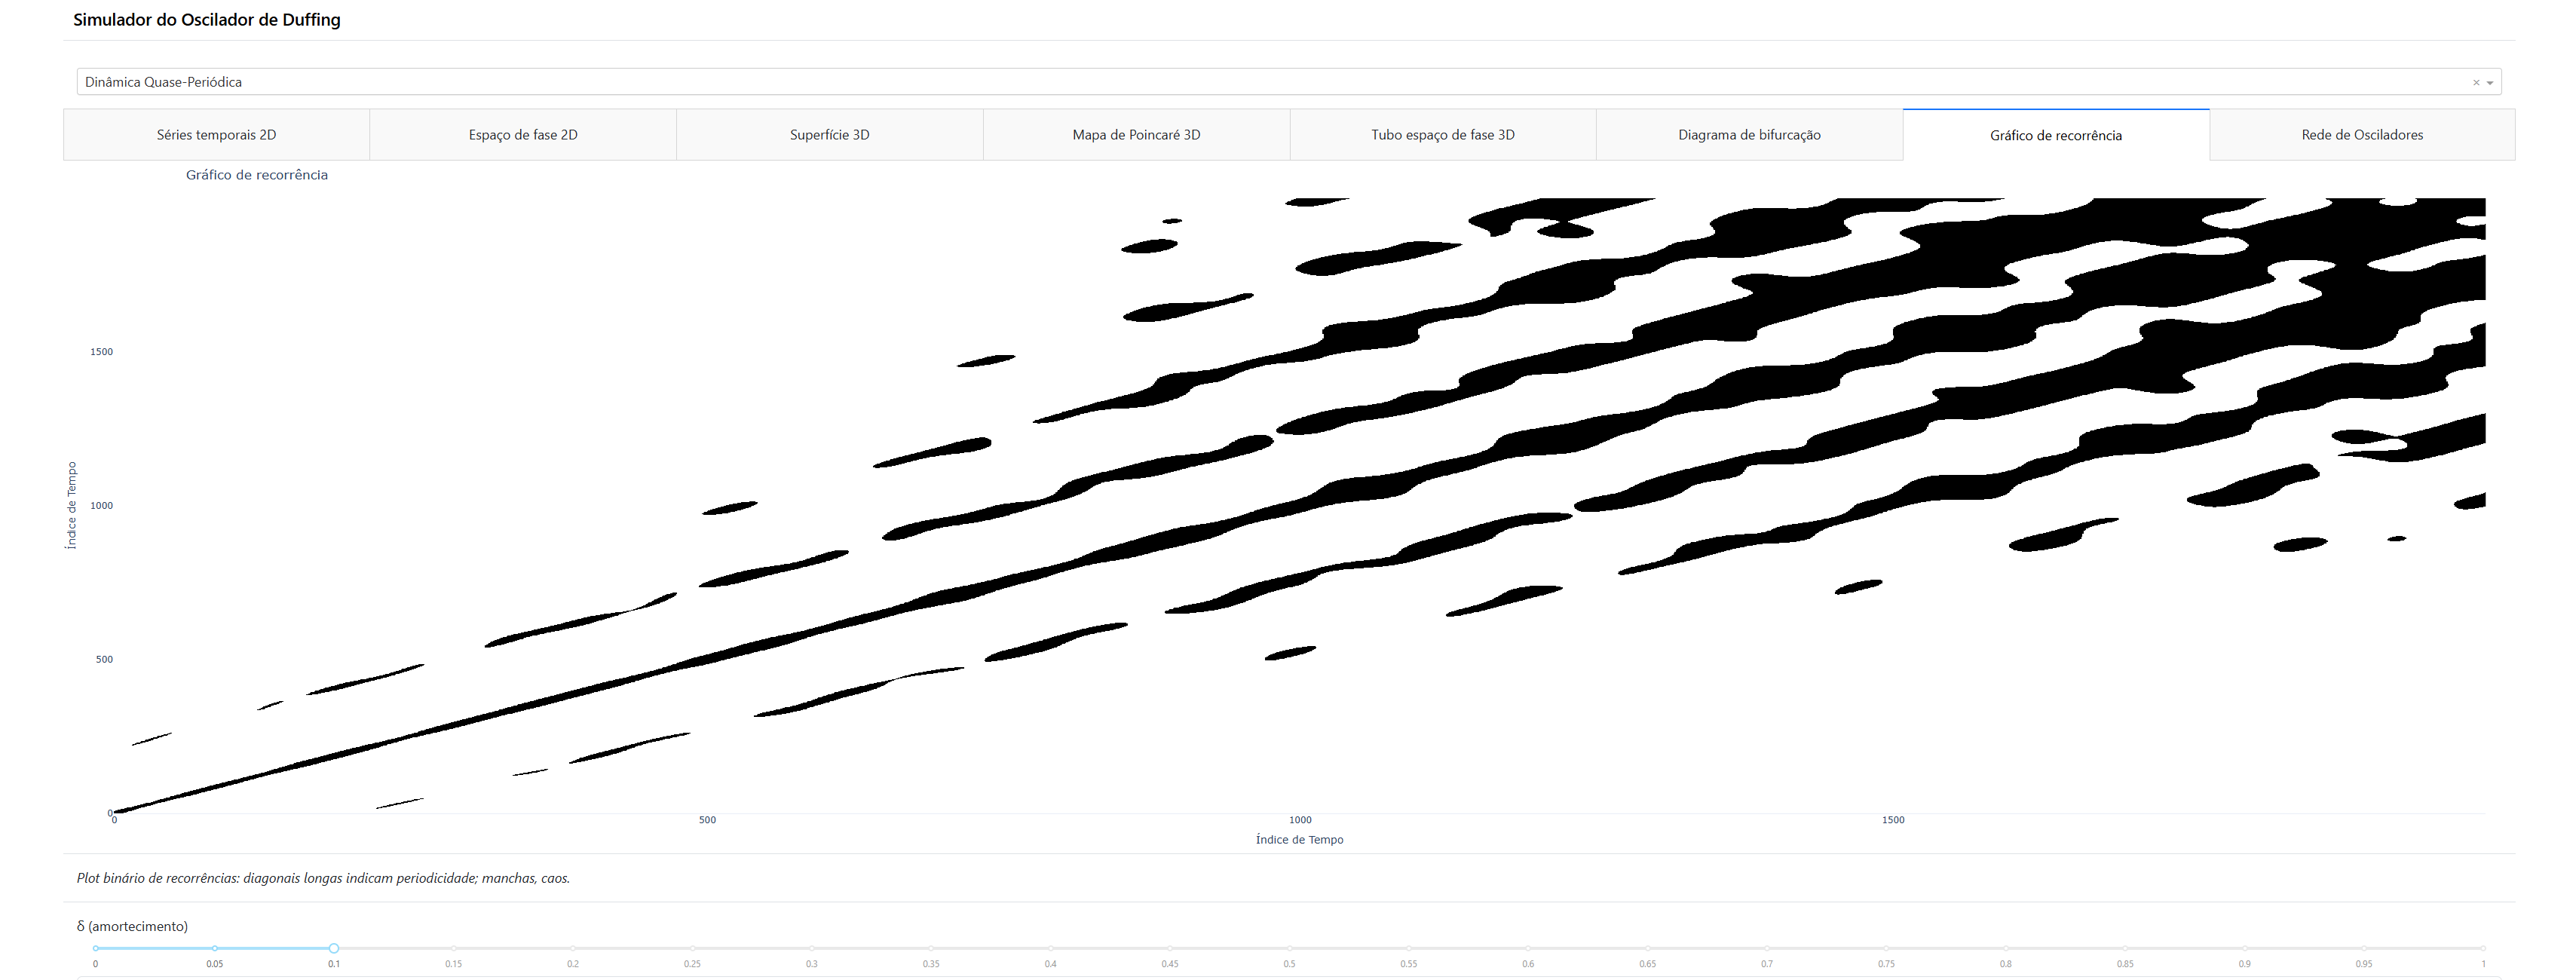 Simulador do Oscilador de Duffing
Dinâmica Quase-Periódica
Séries temporais 2D Espaço de fase 2D Superfície 3D Mapa de Poincaré 3D Tubo espaço de fase 3D Diagrama de bifurcação Gráfico de recorrência Rede de Osciladores
Gráfico de recorrência
1500
1000
500
0
Índice de Tempo
0 500 1000 1500
Índice de Tempo
Plot binário de recorrências: diagonais longas indicam periodicidade; manchas, caos.
δ (amortecimento)
0 0.05 0.1 0.15 0.2 0.25 0.3 0.35 0.4 0.45 0.5 0.55 0.6 0.65 0.7 0.75 0.8 0.85 0.9 0.95 1